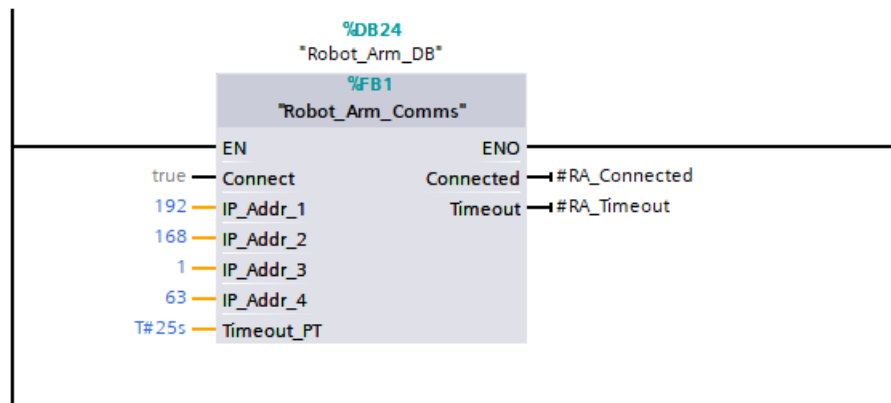 %DB24
"Robot_Arm_DB"
%FB1
"Robot_Arm_Comms"
EN ENO
true Connect Connected #RA_Connected
192 IP_Addr_1 Timeout #RA_Timeout
168 IP_Addr_2
1 IP_Addr_3
63 IP_Addr_4
T#25s Timeout_PT